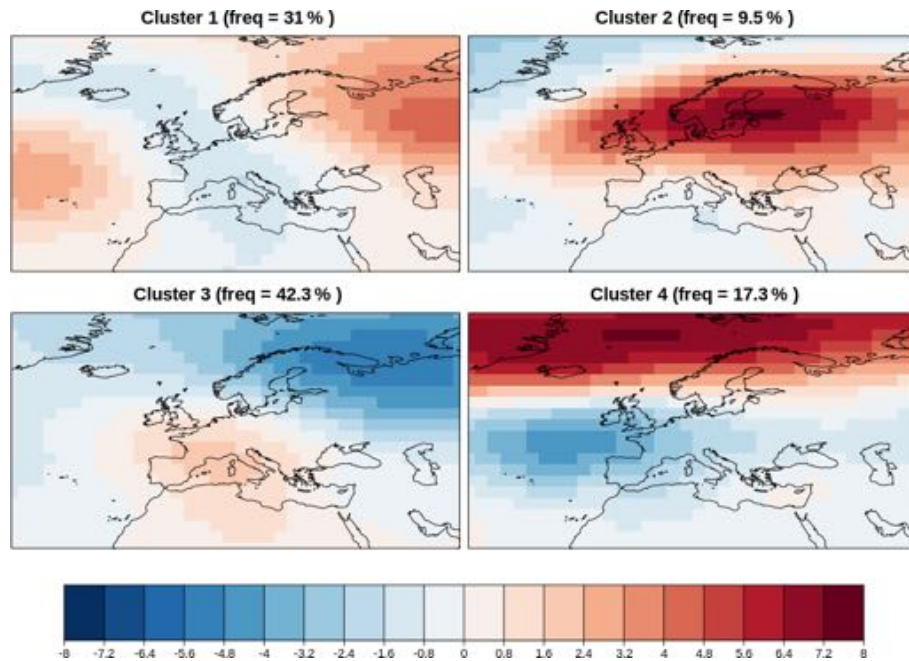 Cluster 1 (freq = 31 % )
Cluster 2 (freq = 9.5 % )
Cluster 3 (freq = 42.3 % )
Cluster 4 (freq = 17.3 % )
-8 -7.2 -6.4 -5.6 -4.8 -4 -3.2 -2.4 -1.6 -0.8 0 0.8 1.6 2.4 3.2 4 4.8 5.6 6.4 7.2 8